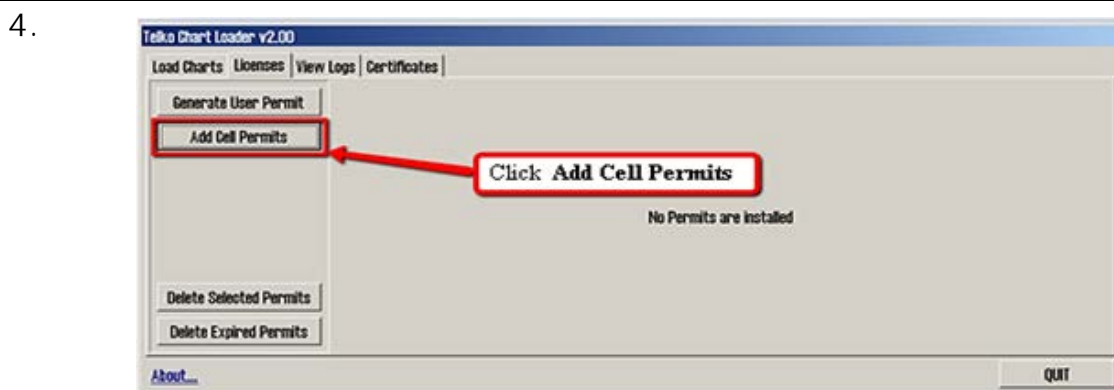 4.
Telko Chart Loader v2.00
Load Charts Licenses View Logs Certificates
Generate User Permit
Add Cell Permits
Click Add Cell Permits
No Permits are installed
Delete Selected Permits
Delete Expired Permits
About... QUIT